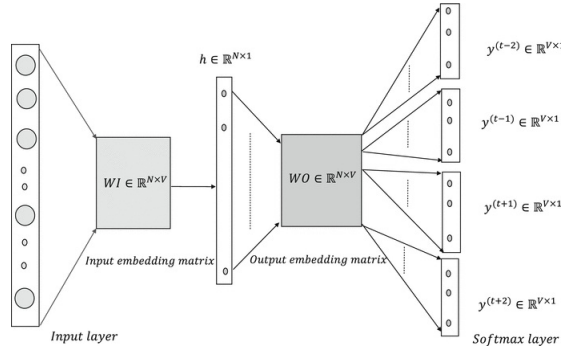 h ∈ ℝ^{N×1}
y^{(t−2)} ∈ ℝ^{V×1}
y^{(t−1)} ∈ ℝ^{V×1}
WI ∈ ℝ^{N×V}
WO ∈ ℝ^{N×V}
y^{(t+1)} ∈ ℝ^{V×1}
Input embedding matrix
Output embedding matrix
y^{(t+2)} ∈ ℝ^{V×1}
Input layer
Softmax layer